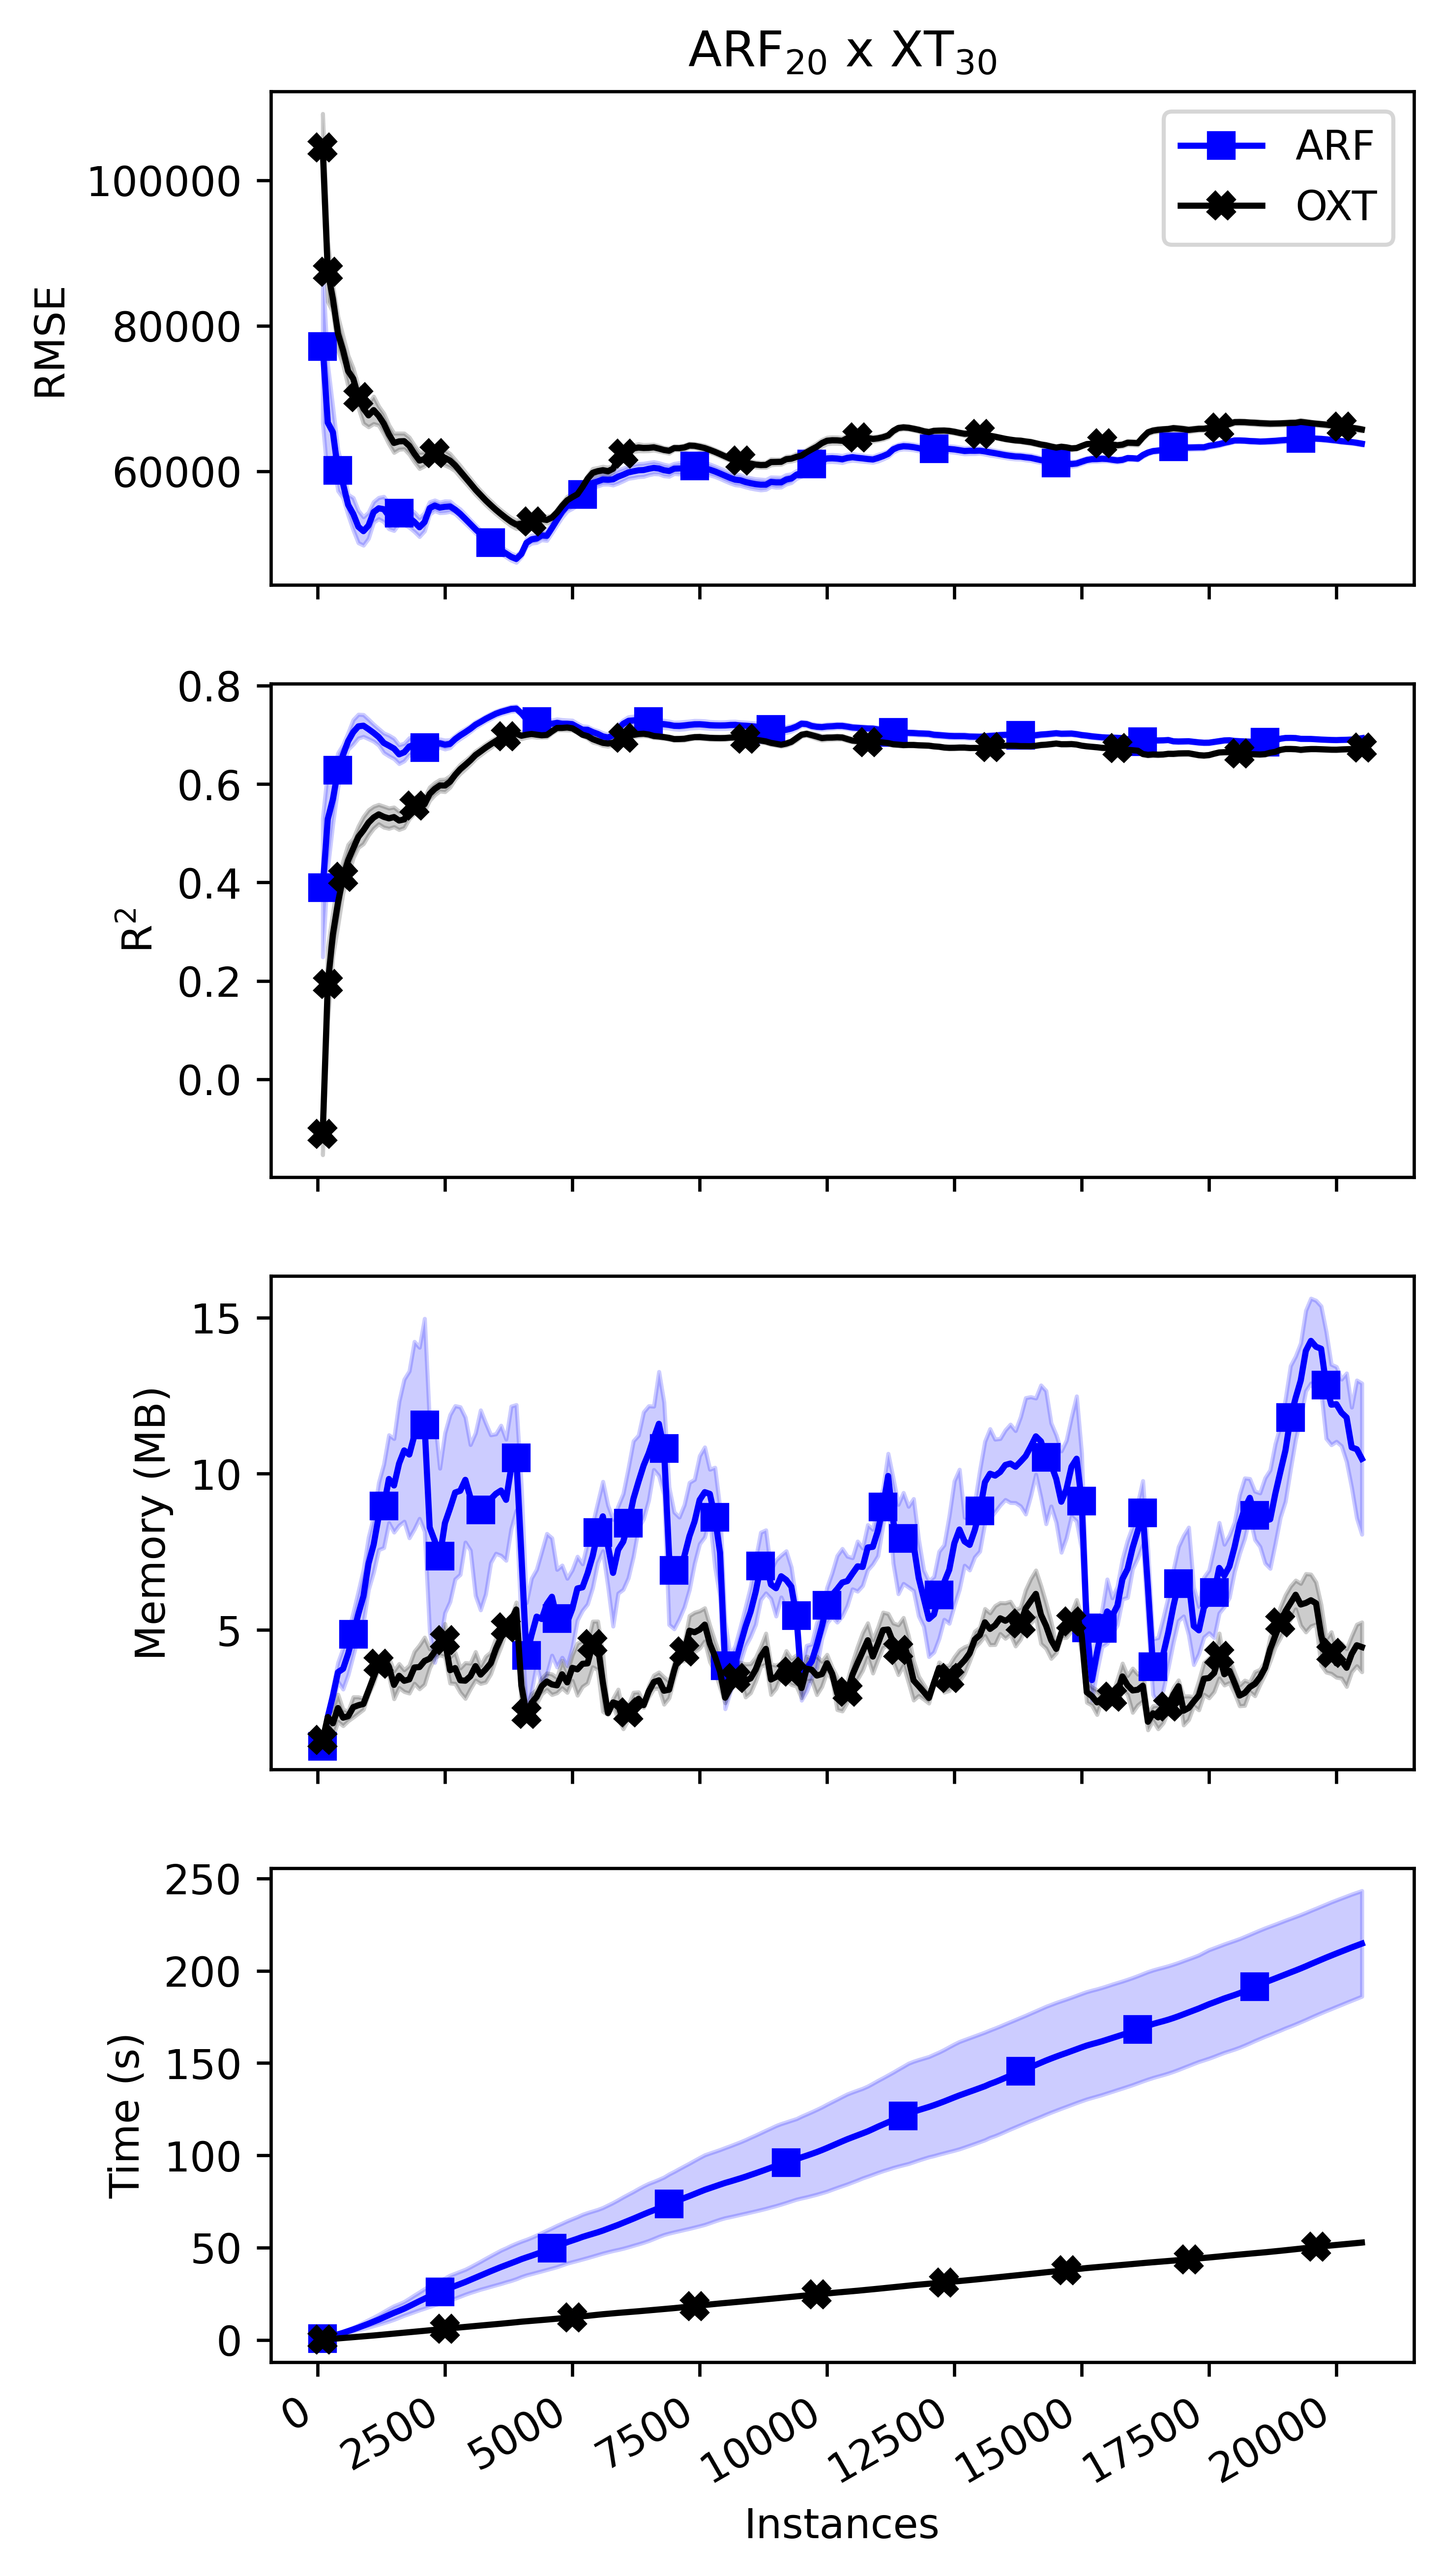 ARF₂₀ x XT₃₀
ARF
OXT
100000
80000
60000
RMSE
0.8
0.6
0.4
0.2
0.0
R²
15
10
5
Memory (MB)
250
200
150
100
50
0
Time (s)
0 2500 5000 7500 10000 12500 15000 17500 20000
Instances